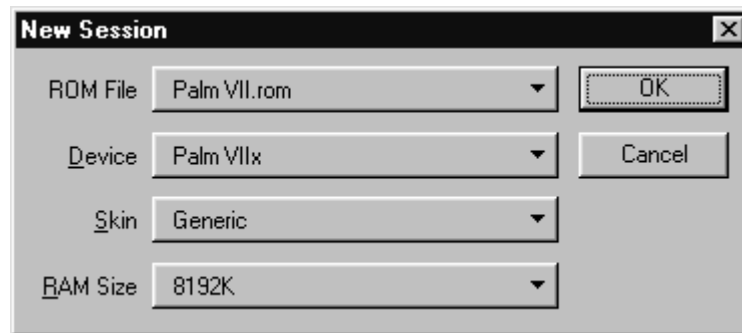 New Session
ROM File Palm VII.rom OK
Device Palm VIIx Cancel
Skin Generic
RAM Size 8192K